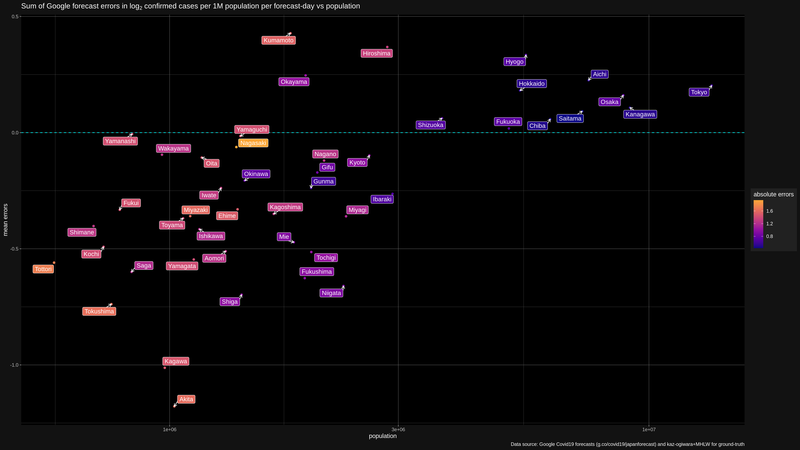 Sum of Google forecast errors in log2 confirmed cases per 1M population per forecast-day vs population
0.5
Kumamoto
Hiroshima
Hyogo
Aichi
Okayama
Hokkaido
Tokyo
Osaka
Kanagawa
Saitama
Fukuoka
Chiba
Shizuoka
0.0
Yamaguchi
Yamanashi
Nagasaki
Wakayama
Nagano
Oita
Kyoto
Gifu
Okinawa
Gunma
Iwate
Ibaraki
Fukui
Kagoshima
Miyazaki
Miyagi
Ehime
Toyama
Shimane
Ishikawa
Mie
mean errors
-0.5
Kochi
Aomori
Tochigi
Saga
Yamagata
Tottori
Fukushima
Niigata
Shiga
Tokushima
Kagawa
-1.0
Akita
absolute errors
1.6
1.2
0.8
1e+06
3e+06
1e+07
population
Data source: Google Covid19 forecasts (g.co/covid19/japanforecast) and kaz-ogiwara+MHLW for ground-truth